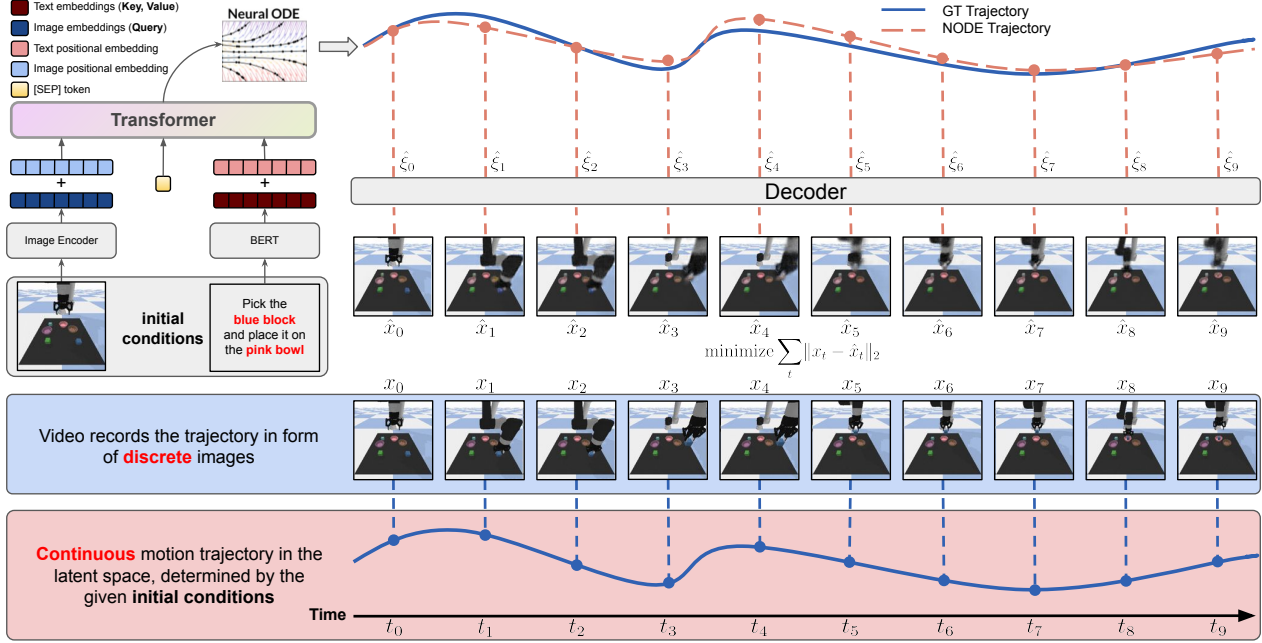 Text embeddings (Key, Value)
Image embeddings (Query)
Text positional embedding
Image positional embedding
[SEP] token
Neural ODE
GT Trajectory
NODE Trajectory
Transformer
+ +
Image Encoder
BERT
initial
conditions
Pick the
blue block
and place it on
the pink bowl
ξ̂₀ ξ̂₁ ξ̂₂ ξ̂₃ ξ̂₄ ξ̂₅ ξ̂₆ ξ̂₇ ξ̂₈ ξ̂₉
Decoder
x̂₀ x̂₁ x̂₂ x̂₃ x̂₄ x̂₅ x̂₆ x̂₇ x̂₈ x̂₉
minimize ∑ₜ ‖xₜ − x̂ₜ‖₂
x₀ x₁ x₂ x₃ x₄ x₅ x₆ x₇ x₈ x₉
Video records the trajectory in form
of discrete images
Continuous motion trajectory in the
latent space, determined by the
given initial conditions
Time
t₀ t₁ t₂ t₃ t₄ t₅ t₆ t₇ t₈ t₉